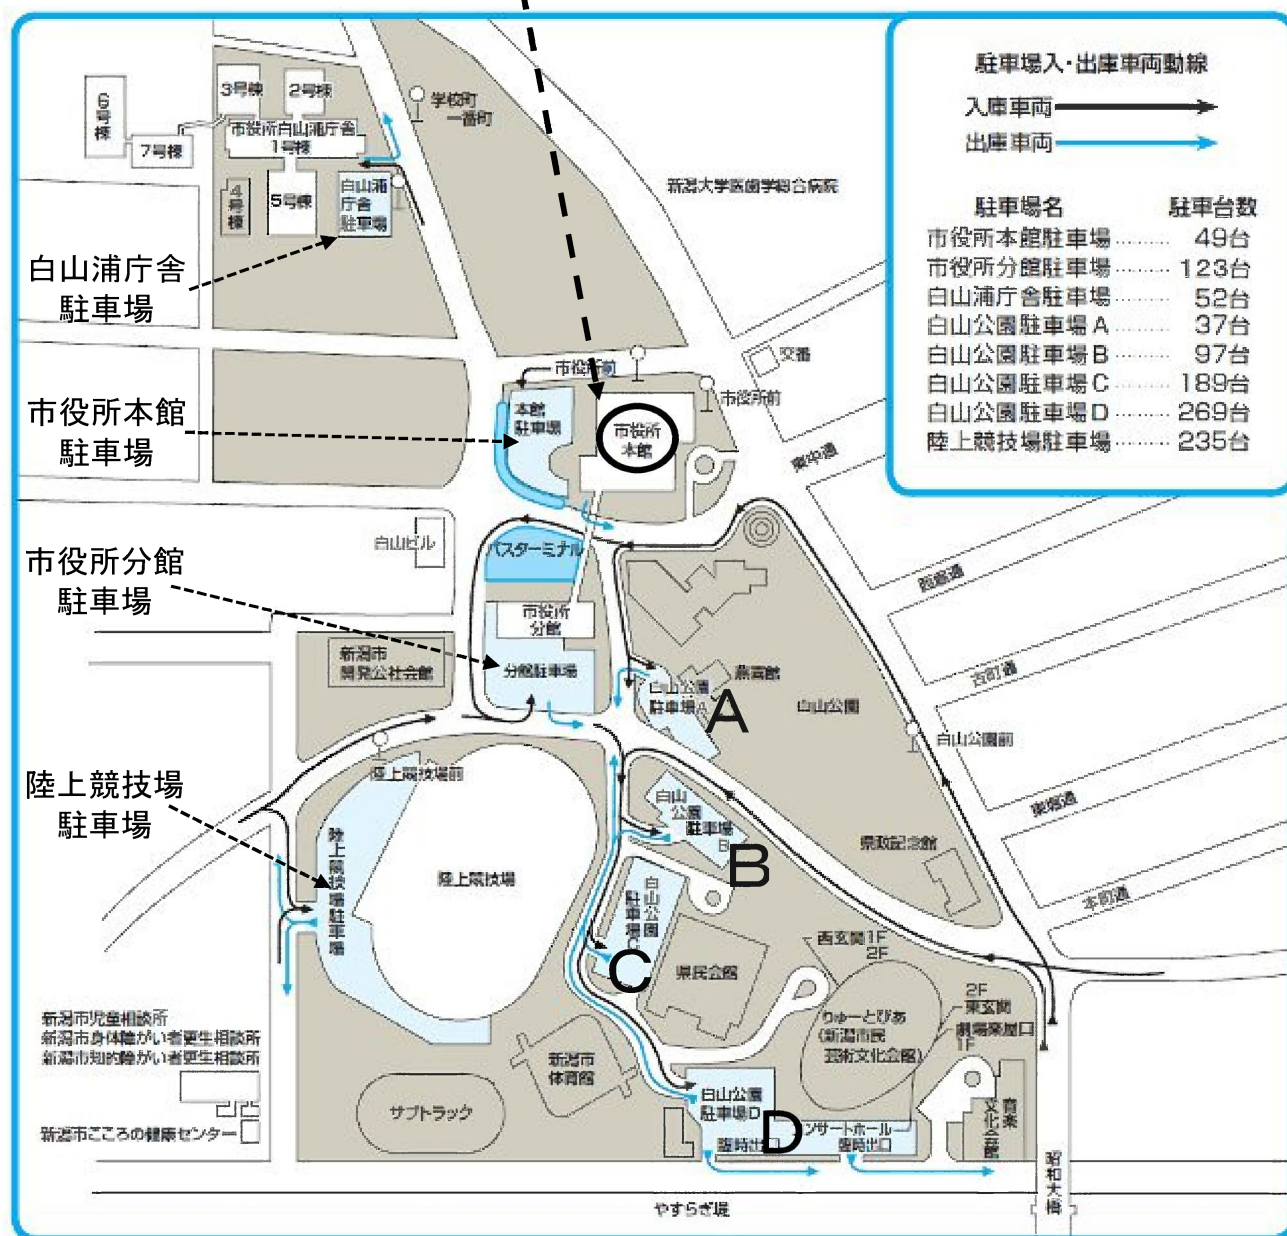 駐車場入・出庫車両動線
入庫車両
出庫車両
駐車場名 駐車台数
市役所本館駐車場……… 49台
市役所分館駐車場……… 123台
白山浦庁舎駐車場……… 52台
白山公園駐車場A……… 37台
白山公園駐車場B……… 97台
白山公園駐車場C……… 189台
白山公園駐車場D……… 269台
陸上競技場駐車場……… 235台
6号棟
3号棟
2号棟
7号棟
市役所白山浦庁舎
1号棟
4号棟
5号棟
白山浦
庁舎
駐車場
学校町
一番町
新潟大学医歯学総合病院
白山浦庁舎
駐車場
市役所前
交番
市役所前
本館
駐車場
市役所
本館
市役所本館
駐車場
東中通
白山ビル
バスターミナル
西堀通
市役所分館
駐車場
市役所
分館
分館駐車場
新潟市
開発公社会館
白山公園
駐車場A
A
燕喜館
白山公園
古町通
白山公園前
陸上競技場前
陸上競技場
駐車場
東堀通
白山
公園
駐車場
B
B
県政記念館
本町通
陸上競技場駐車場
陸上競技場
白山公園
駐車場C
C
県民会館
西玄関1F
2F
2F
東玄関
劇場楽屋口
1F
りゅーとぴあ
(新潟市民
芸術文化会館)
新潟市児童相談所
新潟市身体障がい者更生相談所
新潟市知的障がい者更生相談所
新潟市
体育館
サブトラック
白山公園
駐車場D
D
臨時出口
コンサートホール
臨時出口
音楽
文化会館
新潟市こころの健康センター
昭和大橋
やすらぎ堤